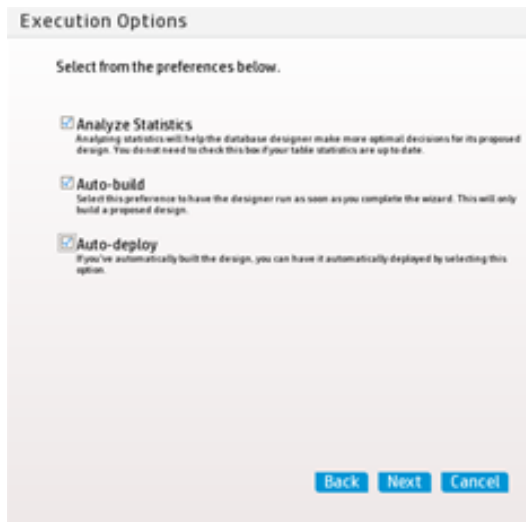 Execution Options
Select from the preferences below.
Analyze Statistics
Analyzing statistics will help the database designer make more optimal decisions for its proposed
design. You do not need to check this box if your table statistics are up to date.
Auto-build
Select this preference to have the designer run as soon as you complete the wizard. This will only
build a proposed design.
Auto-deploy
If you've automatically built the design, you can have it automatically deployed by selecting this
option.
Back Next Cancel